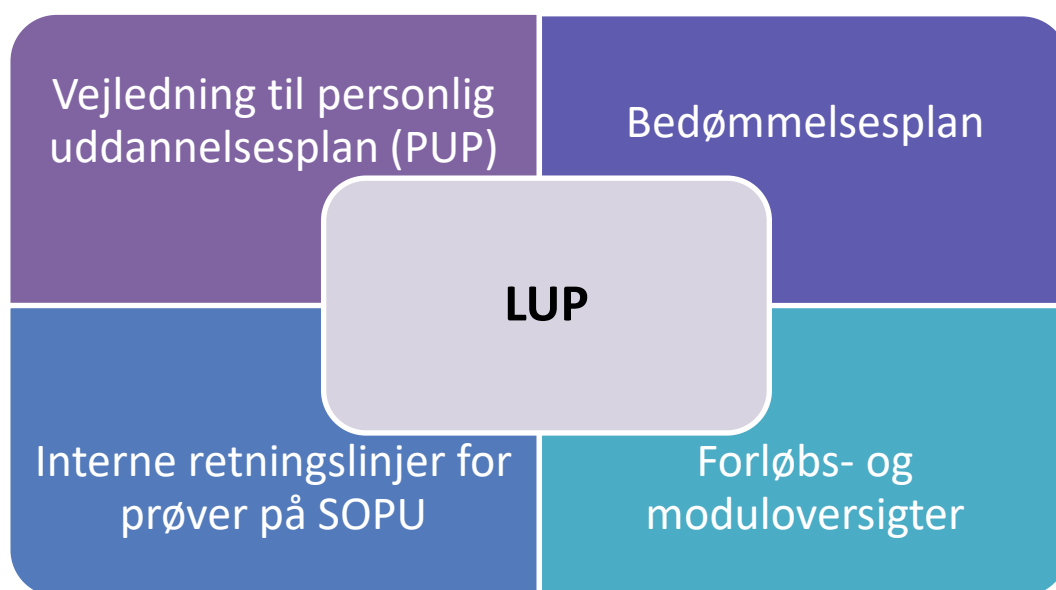 Vejledning til personlig
uddannelsesplan (PUP)
Bedømmelsesplan
LUP
Interne retningslinjer for
prøver på SOPU
Forløbs- og
moduloversigter